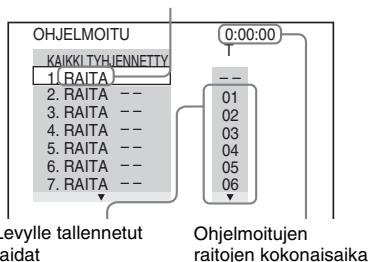 OHJELMOITU 0:00:00
KAIKKI TYHJENNETTY T
1. RAITA – –
2. RAITA – – 01
3. RAITA – – 02
4. RAITA – – 03
5. RAITA – – 04
6. RAITA – – 05
7. RAITA – – 06
Levylle tallennetut
raidat
Ohjelmoitujen
raitojen kokonaisaika